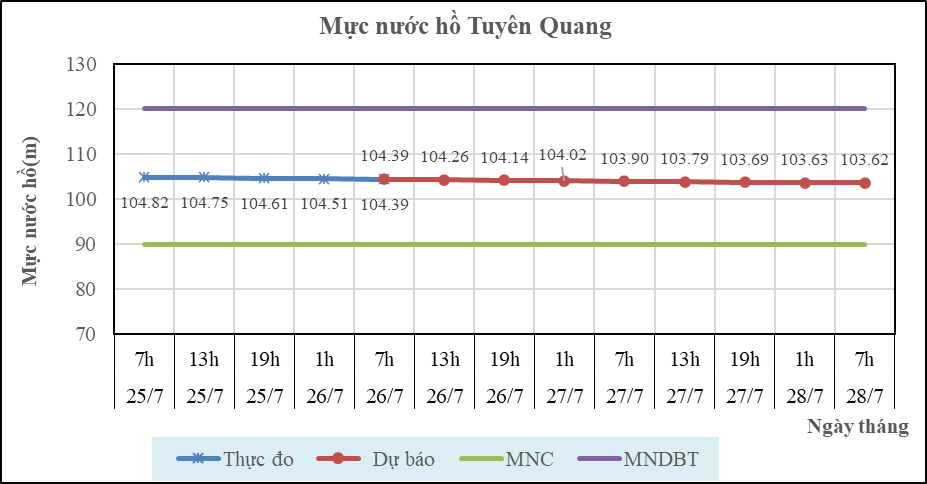 Mực nước hồ Tuyên Quang
Mực nước hồ(m)
130
120
110
100
90
80
70
104.39 104.26 104.14 104.02 103.90 103.79 103.69 103.63 103.62
104.82 104.75 104.61 104.51 104.39
7h 13h 19h 1h 7h 13h 19h 1h 7h 13h 19h 1h 7h
25/7 25/7 25/7 26/7 26/7 26/7 26/7 27/7 27/7 27/7 27/7 28/7 28/7
Ngày tháng
Thực đo Dự báo MNC MNDBT